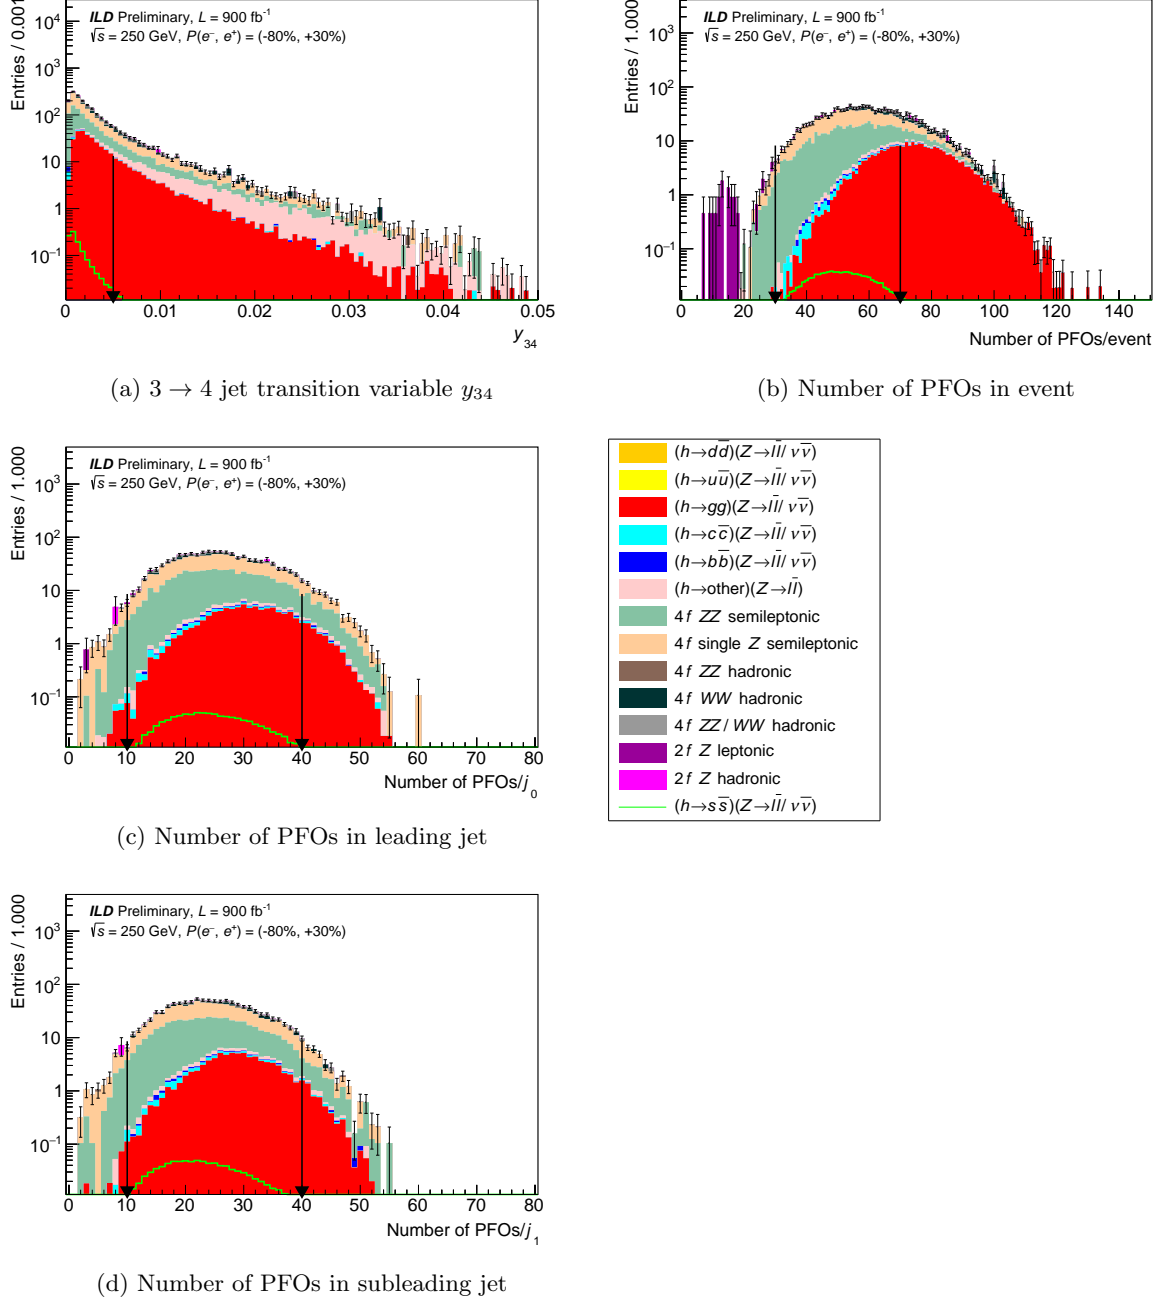 Entries / 0.001
10⁴
10³
10²
10
1
10⁻¹
ILD Preliminary, L = 900 fb⁻¹
√s = 250 GeV, P(e⁻, e⁺) = (-80%, +30%)
0 0.01 0.02 0.03 0.04 0.05
y₃₄
(a) 3 → 4 jet transition variable y₃₄
Entries / 1.000
10³
10²
10
1
10⁻¹
ILD Preliminary, L = 900 fb⁻¹
√s = 250 GeV, P(e⁻, e⁺) = (-80%, +30%)
0 20 40 60 80 100 120 140
Number of PFOs/event
(b) Number of PFOs in event
Entries / 1.000
10³
10²
10
1
10⁻¹
ILD Preliminary, L = 900 fb⁻¹
√s = 250 GeV, P(e⁻, e⁺) = (-80%, +30%)
0 10 20 30 40 50 60 70 80
Number of PFOs/j₀
(c) Number of PFOs in leading jet
(h→dd̅)(Z→ll̅/ νν̅)
(h→uu̅)(Z→ll̅/ νν̅)
(h→gg)(Z→ll̅/ νν̅)
(h→cc̅)(Z→ll̅/ νν̅)
(h→bb̅)(Z→ll̅/ νν̅)
(h→other)(Z→ll̅)
4f ZZ semileptonic
4f single Z semileptonic
4f ZZ hadronic
4f WW hadronic
4f ZZ/WW hadronic
2f Z leptonic
2f Z hadronic
(h→ss̅)(Z→ll̅/ νν̅)
Entries / 1.000
10³
10²
10
1
10⁻¹
ILD Preliminary, L = 900 fb⁻¹
√s = 250 GeV, P(e⁻, e⁺) = (-80%, +30%)
0 10 20 30 40 50 60 70 80
Number of PFOs/j₁
(d) Number of PFOs in subleading jet